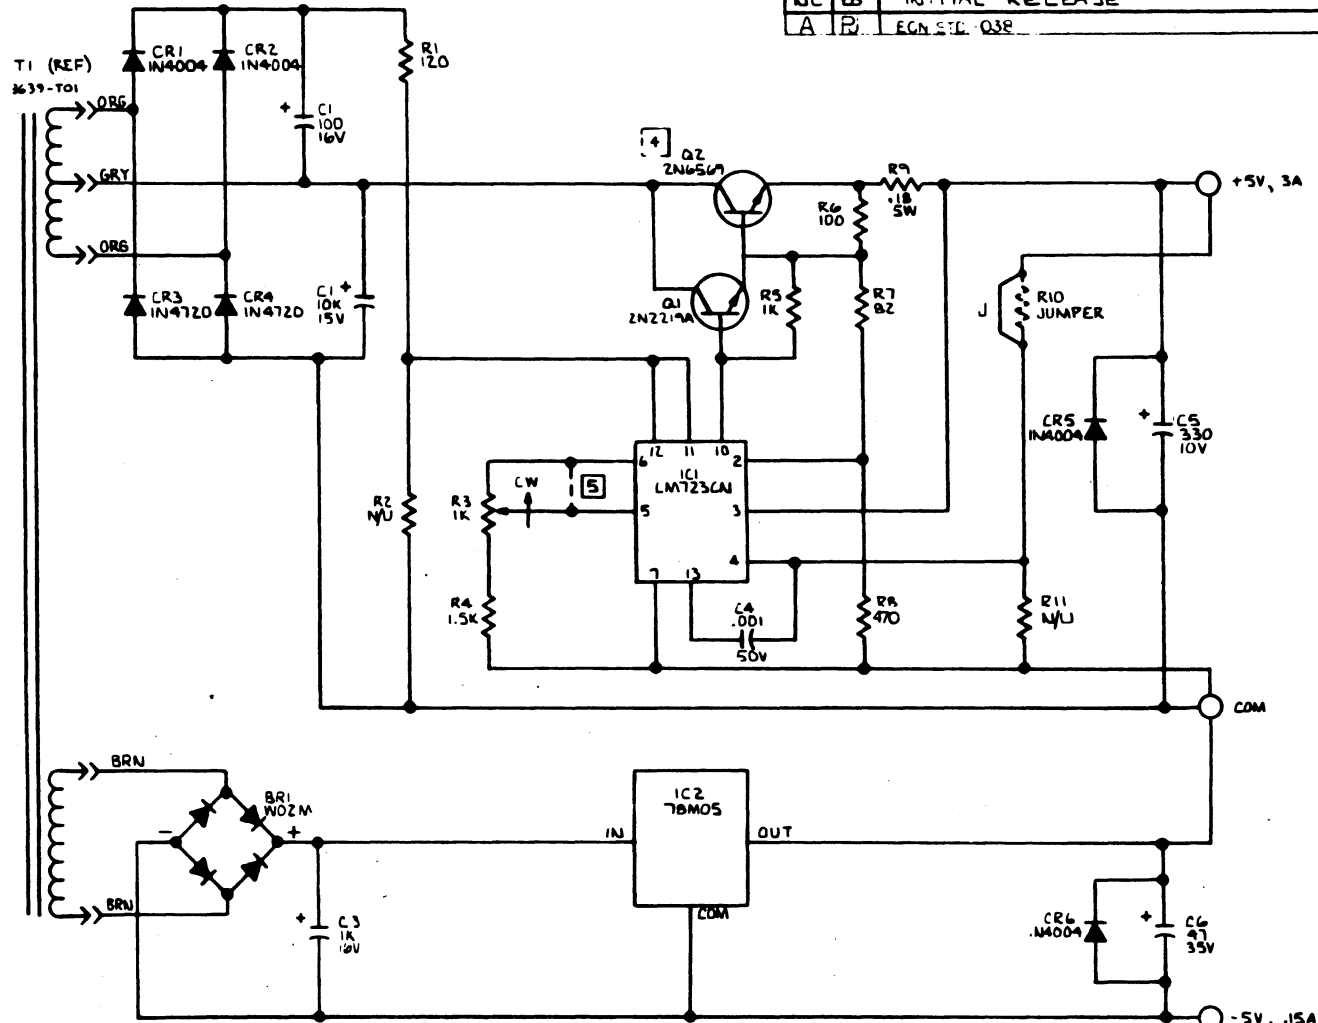 NC B INITIAL RELEASE
A ECN STC-038
T1 (REF)
3639-T01
ORG
GRY
ORG
CR1
1N4004
CR2
1N4004
C1
100
16V
+
R1
120
4
Q2
2N6569
R9
.18
5W
+5V, 3A
R6
100
CR3
1N4720
CR4
1N4720
C1
10K
15V
+
Q1
2N2219A
R5
1K
R7
82
J
R10
JUMPER
CR5
1N4004
+
C5
330
10V
12 11 10
6
IC1
LM723CN
2
5
3
4
7 13
CW
5
R3
1K
R2
N/U
R4
1.5K
C4
.001
50V
R8
470
R11
N/U
COM
BRN
BR1
W02M
-
+
BRN
+
C3
1K
16V
IC2
78M05
IN
OUT
COM
CR6
1N4004
+
C6
47
35V
-5V, .15A